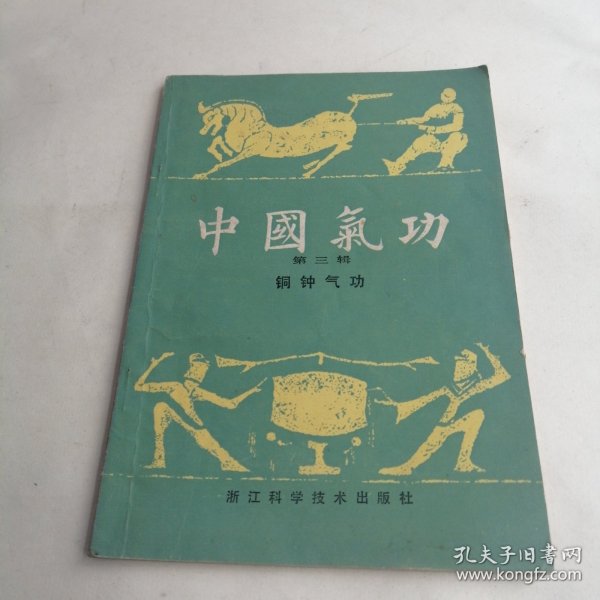 中國氣功
第三辑
铜钟气功
浙江科学技术出版社
孔夫子旧书网
www.kongfz.com